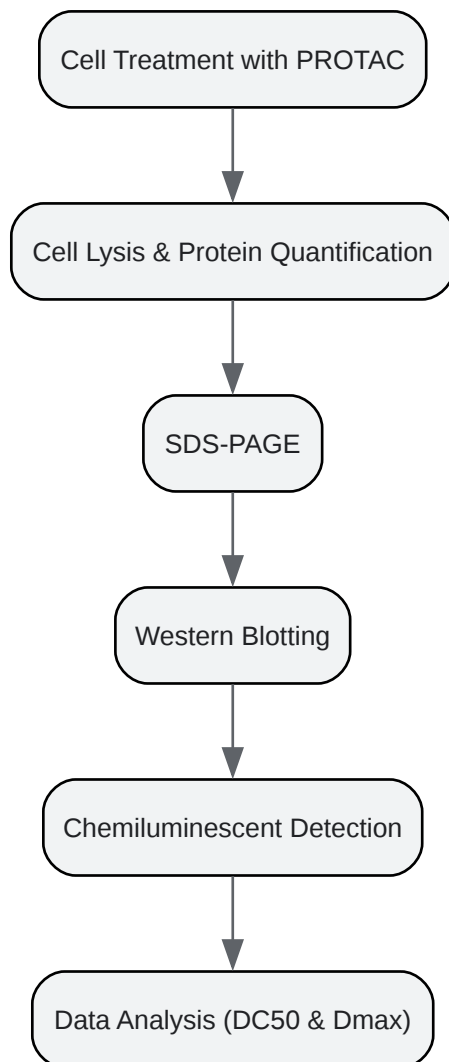 Cell Treatment with PROTAC
Cell Lysis & Protein Quantification
SDS-PAGE
Western Blotting
Chemiluminescent Detection
Data Analysis (DC50 & Dmax)